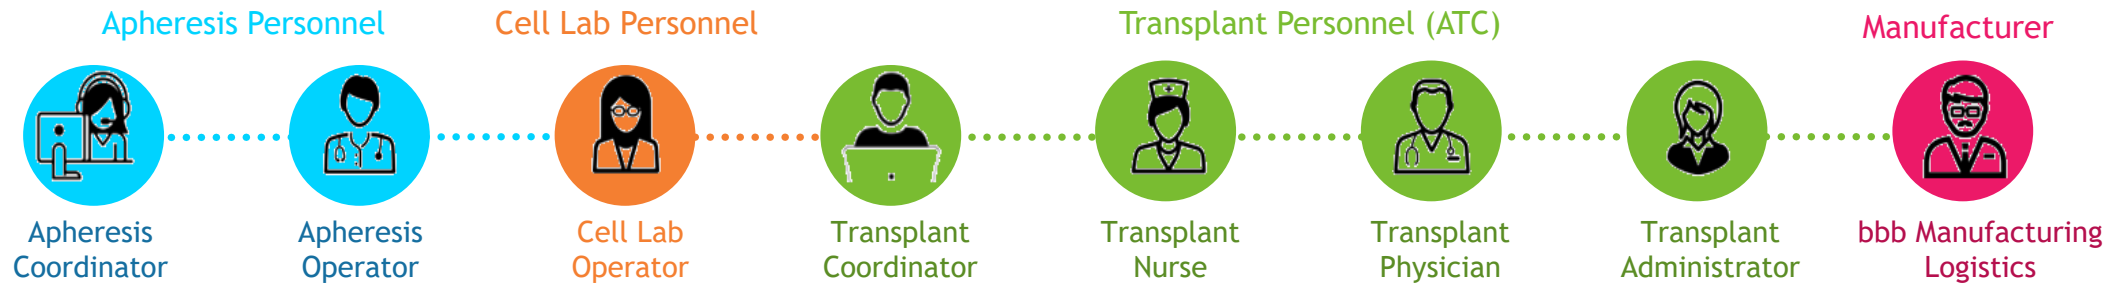 Apheresis Personnel
Cell Lab Personnel
Transplant Personnel (ATC)
Manufacturer
Apheresis
Coordinator
Apheresis
Operator
Cell Lab
Operator
Transplant
Coordinator
Transplant
Nurse
Transplant
Physician
Transplant
Administrator
bbb Manufacturing
Logistics